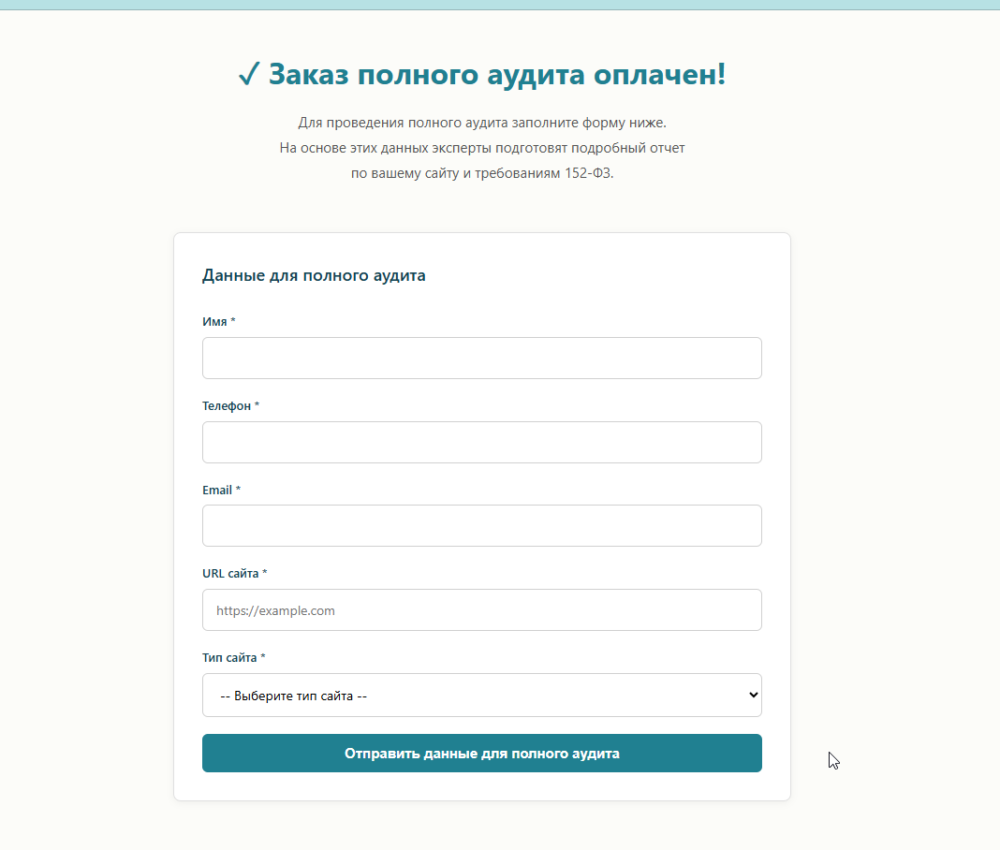 ✓ Заказ полного аудита оплачен!
Для проведения полного аудита заполните форму ниже.
На основе этих данных эксперты подготовят подробный отчет
по вашему сайту и требованиям 152-ФЗ.
Данные для полного аудита
Имя *
Телефон *
Email *
URL сайта *
https://example.com
Тип сайта *
-- Выберите тип сайта --
Отправить данные для полного аудита